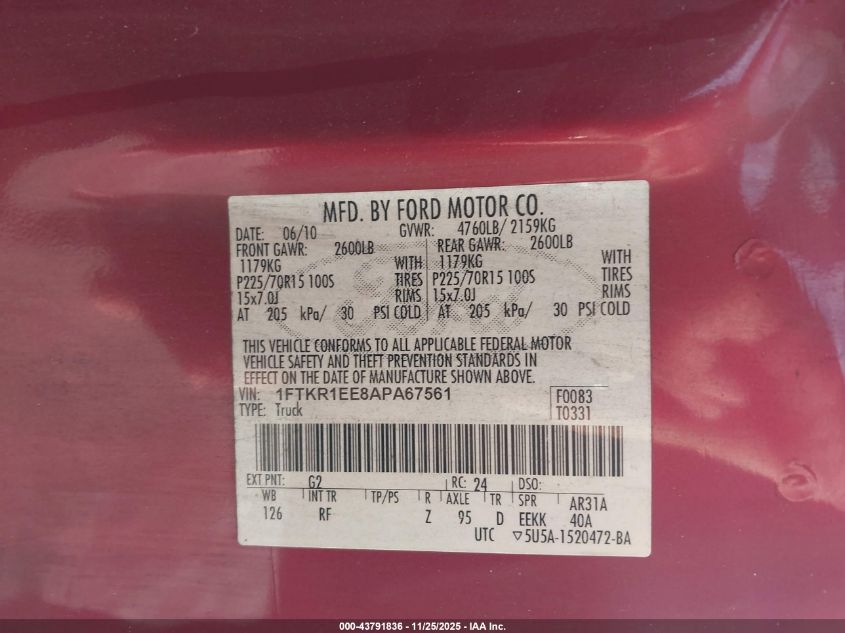 MFD. BY FORD MOTOR CO.
DATE: 06/10 GVWR: 4760LB/ 2159KG
FRONT GAWR: 2600LB REAR GAWR: 2600LB
1179KG WITH 1179KG WITH
P225/70R15 100S TIRES P225/70R15 100S TIRES
15x7.0J RIMS 15x7.0J RIMS
AT 205 kPa/ 30 PSI COLD AT 205 kPa/ 30 PSI COLD
THIS VEHICLE CONFORMS TO ALL APPLICABLE FEDERAL MOTOR
VEHICLE SAFETY AND THEFT PREVENTION STANDARDS IN
EFFECT ON THE DATE OF MANUFACTURE SHOWN ABOVE.
VIN: 1FTKR1EE8APA67561 F0083
TYPE: Truck T0331
EXT PNT: G2 RC: 24 DSO:
WB INT TR TP/PS R AXLE TR SPR AR31A
126 RF Z 95 D EEKK 40A
UTC ▽5U5A-1520472-BA
000-43791836 - 11/25/2025 - IAA Inc.